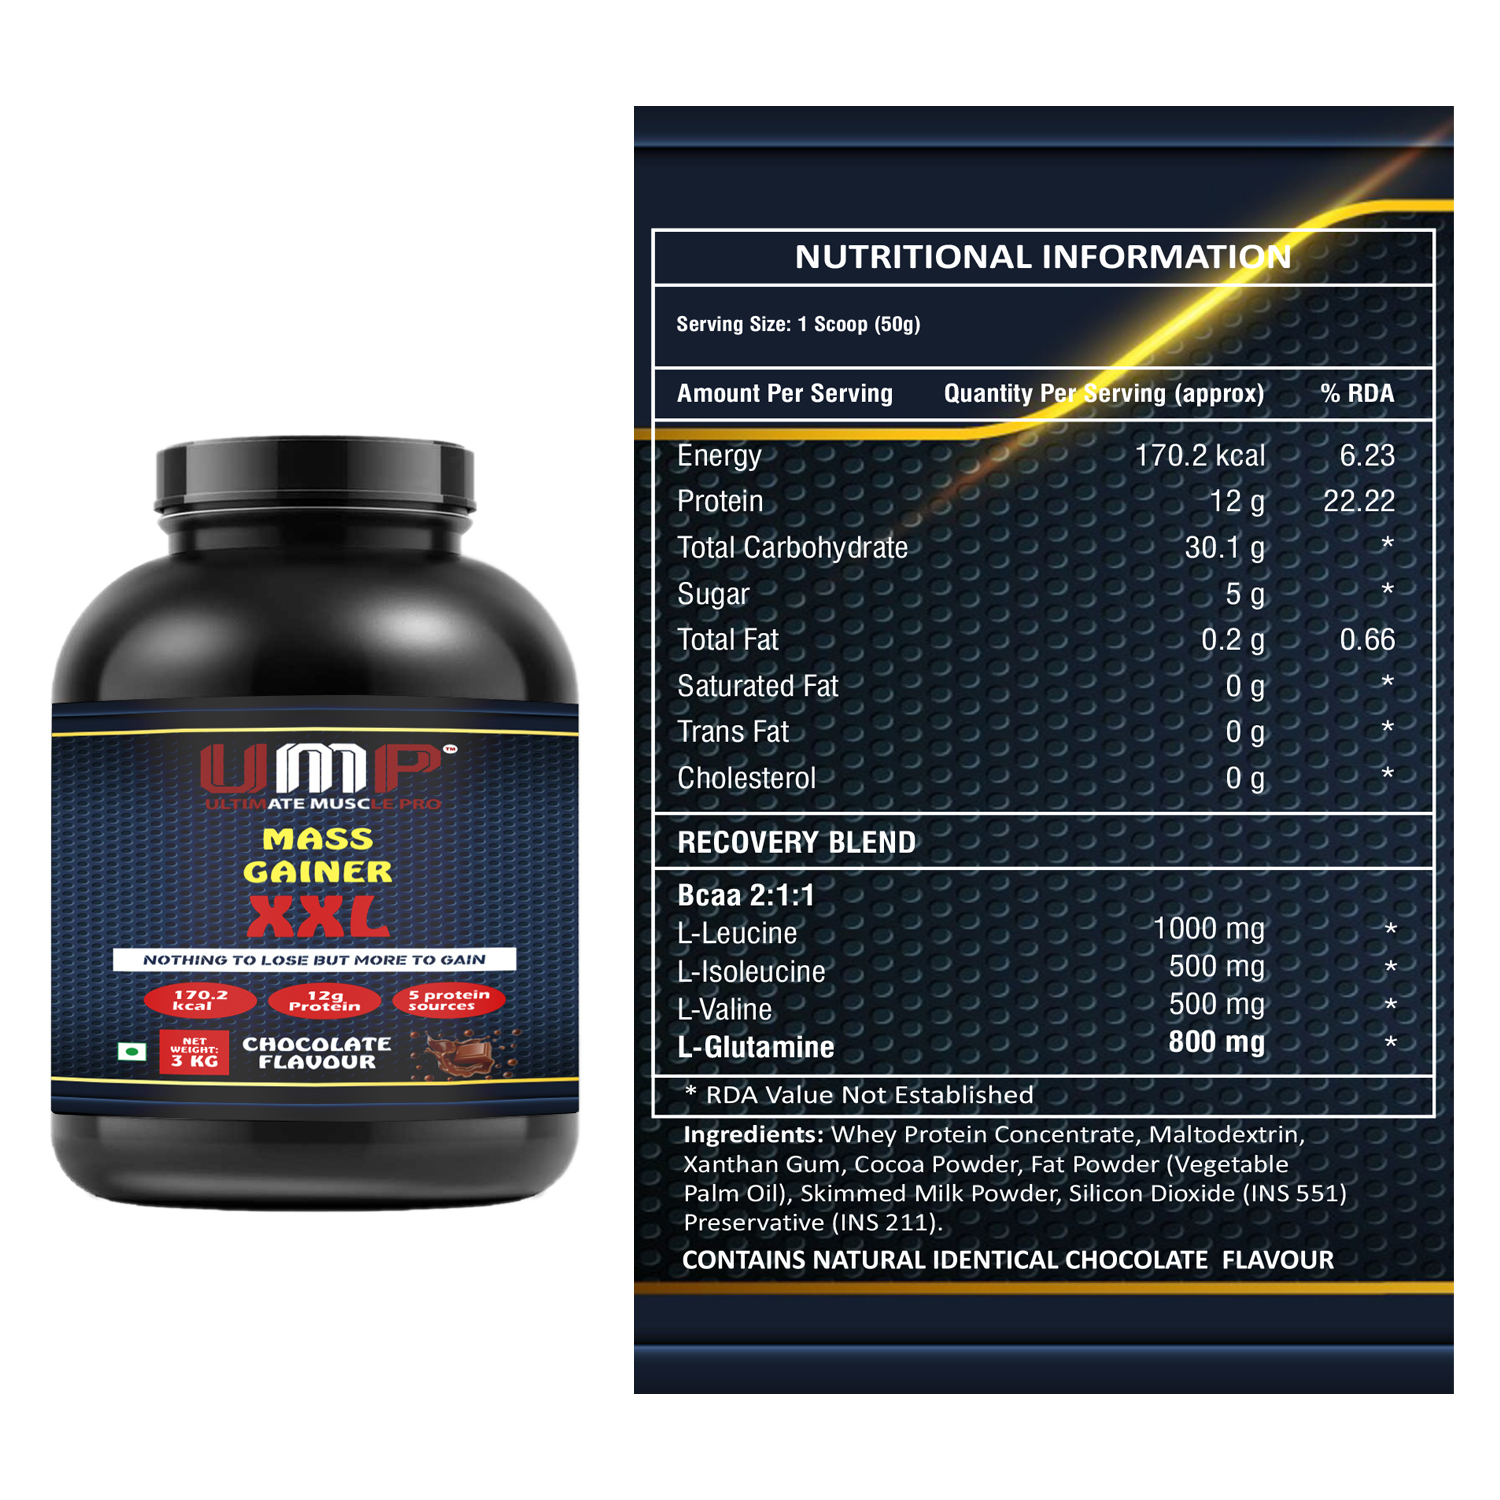 UMP™
ULTIMATE MUSCLE PRO
MASS
GAINER
XXL
NOTHING TO LOSE BUT MORE TO GAIN
170.2 kcal
12g Protein
5 protein sources
NET WEIGHT: 3 KG
CHOCOLATE
FLAVOUR
NUTRITIONAL INFORMATION
Serving Size: 1 Scoop (50g)
Amount Per Serving Quantity Per Serving (approx) % RDA
Energy 170.2 kcal 6.23
Protein 12 g 22.22
Total Carbohydrate 30.1 g *
Sugar 5 g *
Total Fat 0.2 g 0.66
Saturated Fat 0 g *
Trans Fat 0 g *
Cholesterol 0 g *
RECOVERY BLEND
Bcaa 2:1:1
L-Leucine 1000 mg *
L-Isoleucine 500 mg *
L-Valine 500 mg *
L-Glutamine 800 mg *
* RDA Value Not Established
Ingredients: Whey Protein Concentrate, Maltodextrin,
Xanthan Gum, Cocoa Powder, Fat Powder (Vegetable
Palm Oil), Skimmed Milk Powder, Silicon Dioxide (INS 551)
Preservative (INS 211).
CONTAINS NATURAL IDENTICAL CHOCOLATE FLAVOUR